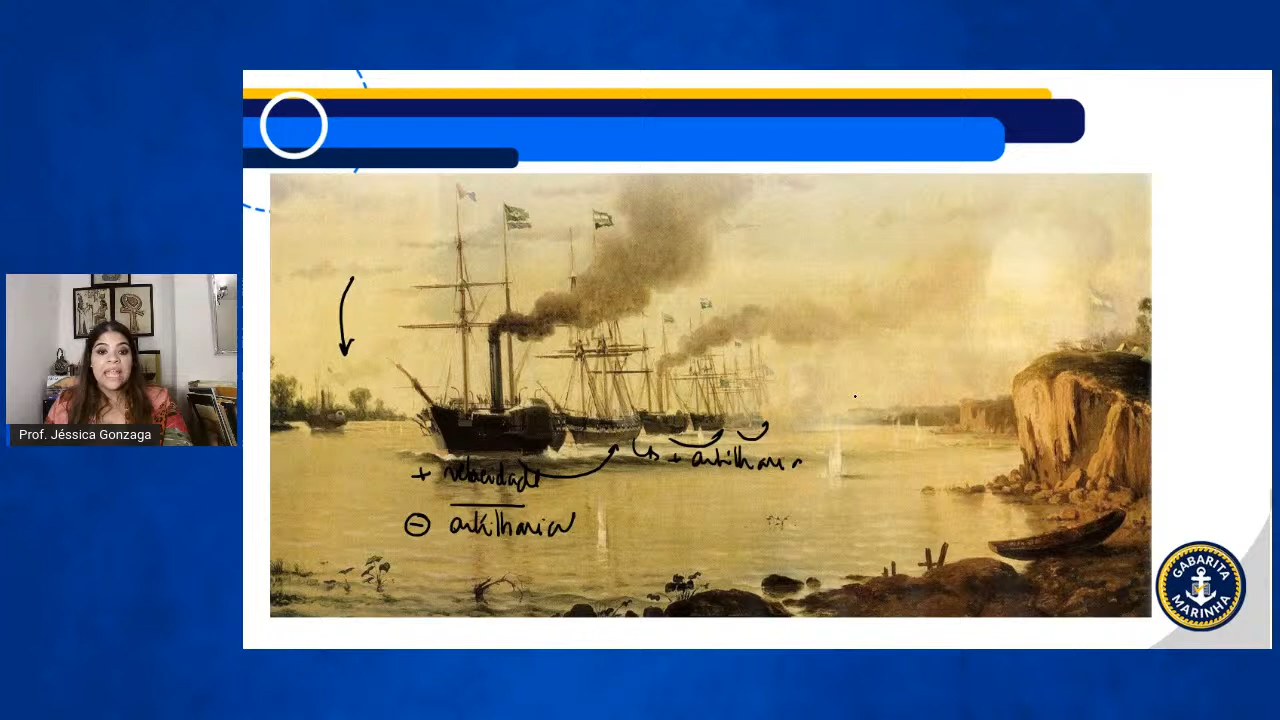 + velocidade
⊖ artilharia
↳ + artilharia
Prof. Jéssica Gonzaga
GABARITA
MARINHA